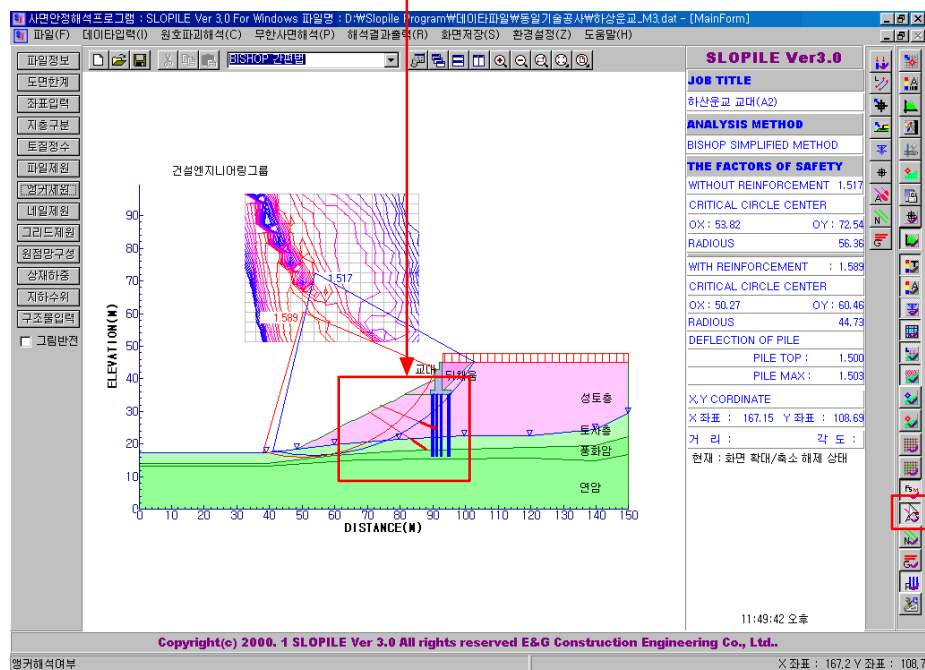 사면안정해석프로그램 : SLOPILE Ver 3,0 For Windows 파일명 : D:₩Slopile Program₩데이타파일₩동일기술공사₩하상운교_M3.dat - [MainForm]
파일(F) 데이타입력(I) 원호파괴해석(C) 무한사면해석(P) 해석결과출력(R) 화면저장(S) 환경설정(Z) 도움말(H)
파일정보
도면한계
좌표입력
지층구분
토질정수
파일제원
앵커제원
네일제원
그리드제원
원점망구성
상재하중
지하수위
구조물입력
그림반전
BISHOP 간편법
건설엔지니어링그룹
ELEVATION(M)
90
80
70
60
50
40
30
20
10
0
1.517
1.589
교대
뒤채움
성토층
토사층
풍화암
연암
0 10 20 30 40 50 60 70 80 90 100 110 120 130 140 150
DISTANCE(M)
SLOPILE Ver3.0
JOB TITLE
하산운교 교대(A2)
ANALYSIS METHOD
BISHOP SIMPLIFIED METHOD
THE FACTORS OF SAFETY
WITHOUT REINFORCEMENT 1.517
CRITICAL CIRCLE CENTER
OX : 53.82 OY : 72.54
RADIOUS 56.36
WITH REINFORCEMENT : 1.589
CRITICAL CIRCLE CENTER
OX : 50.27 OY : 60.46
RADIOUS 44.73
DEFLECTION OF PILE
PILE TOP : 1.500
PILE MAX : 1.503
X,Y CORDINATE
X 좌표 : 167.15 Y 좌표 : 108.69
거 리 : 각 도 :
현재 : 화면 확대/축소 해제 상태
11:49:42 오후
Copyright(c) 2000. 1 SLOPILE Ver 3.0 All rights reserved E&G Construction Engineering Co., Ltd..
앵커해석여부
X 좌표 : 167,2 Y 좌표 : 108,7